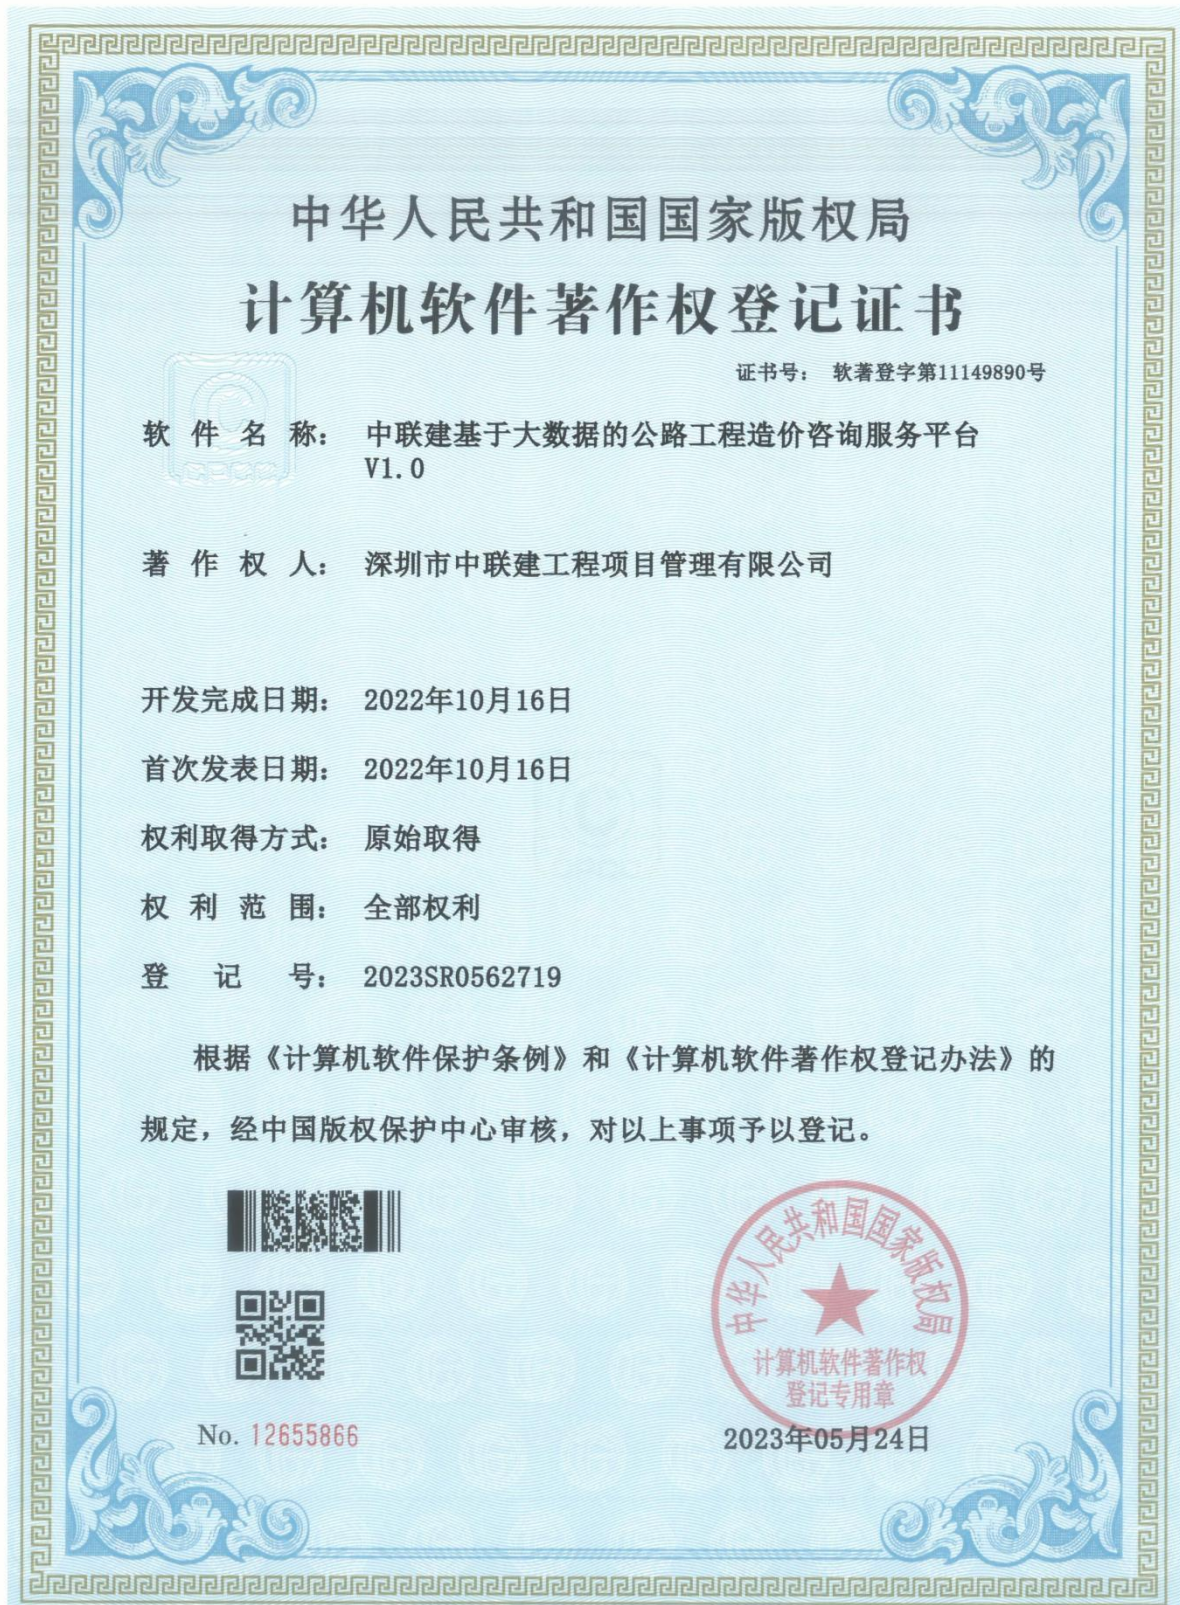 中华人民共和国国家版权局
计算机软件著作权登记证书
证书号： 软著登字第11149890号
软件名称： 中联建基于大数据的公路工程造价咨询服务平台
V1.0
著作权人： 深圳市中联建工程项目管理有限公司
开发完成日期： 2022年10月16日
首次发表日期： 2022年10月16日
权利取得方式： 原始取得
权利范围： 全部权利
登记号： 2023SR0562719
根据《计算机软件保护条例》和《计算机软件著作权登记办法》的
规定，经中国版权保护中心审核，对以上事项予以登记。
中华人民共和国国家版权局
计算机软件著作权
登记专用章
No. 12655866
2023年05月24日